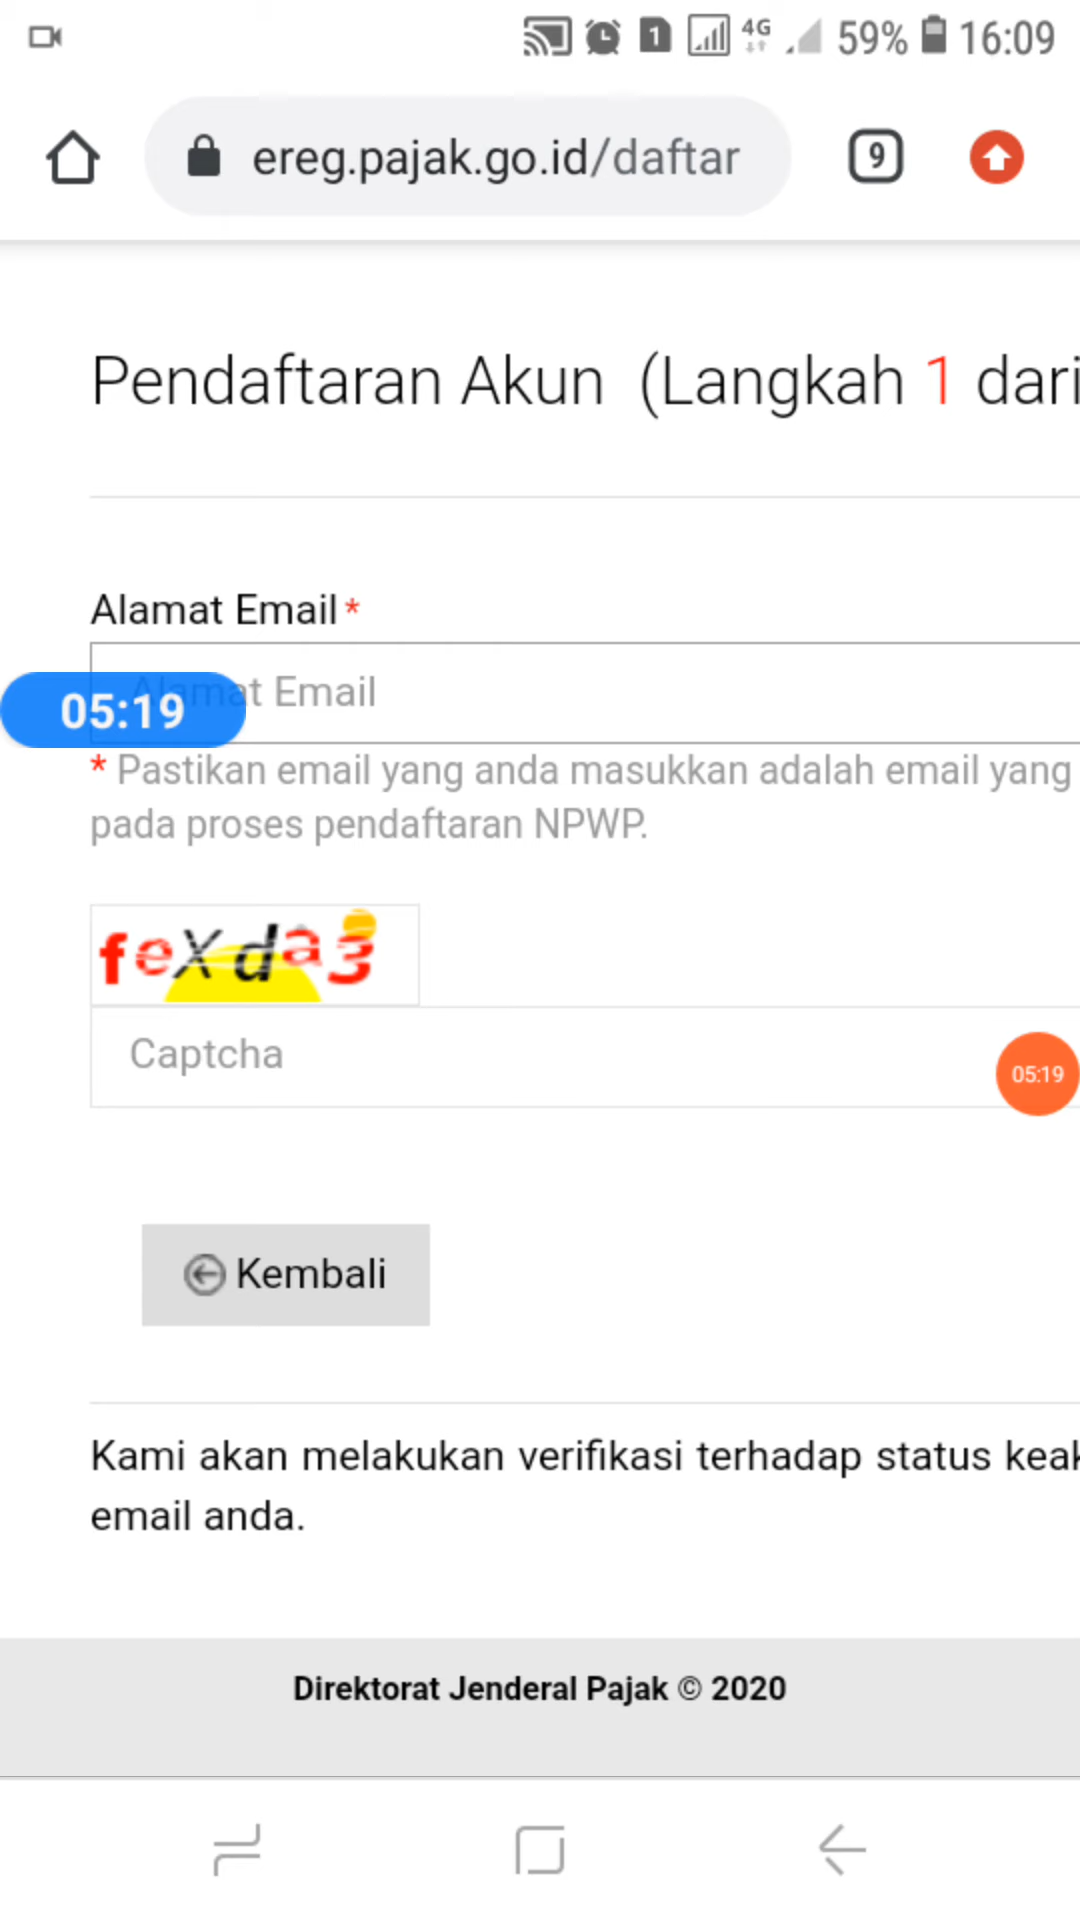 4G 59% 16:09
ereg.pajak.go.id/daftar
9
Pendaftaran Akun (Langkah 1 dari
Alamat Email *
Alamat Email
05:19
* Pastikan email yang anda masukkan adalah email yang
pada proses pendaftaran NPWP.
feXda3
Captcha
05:19
Kembali
Kami akan melakukan verifikasi terhadap status keak
email anda.
Direktorat Jenderal Pajak © 2020